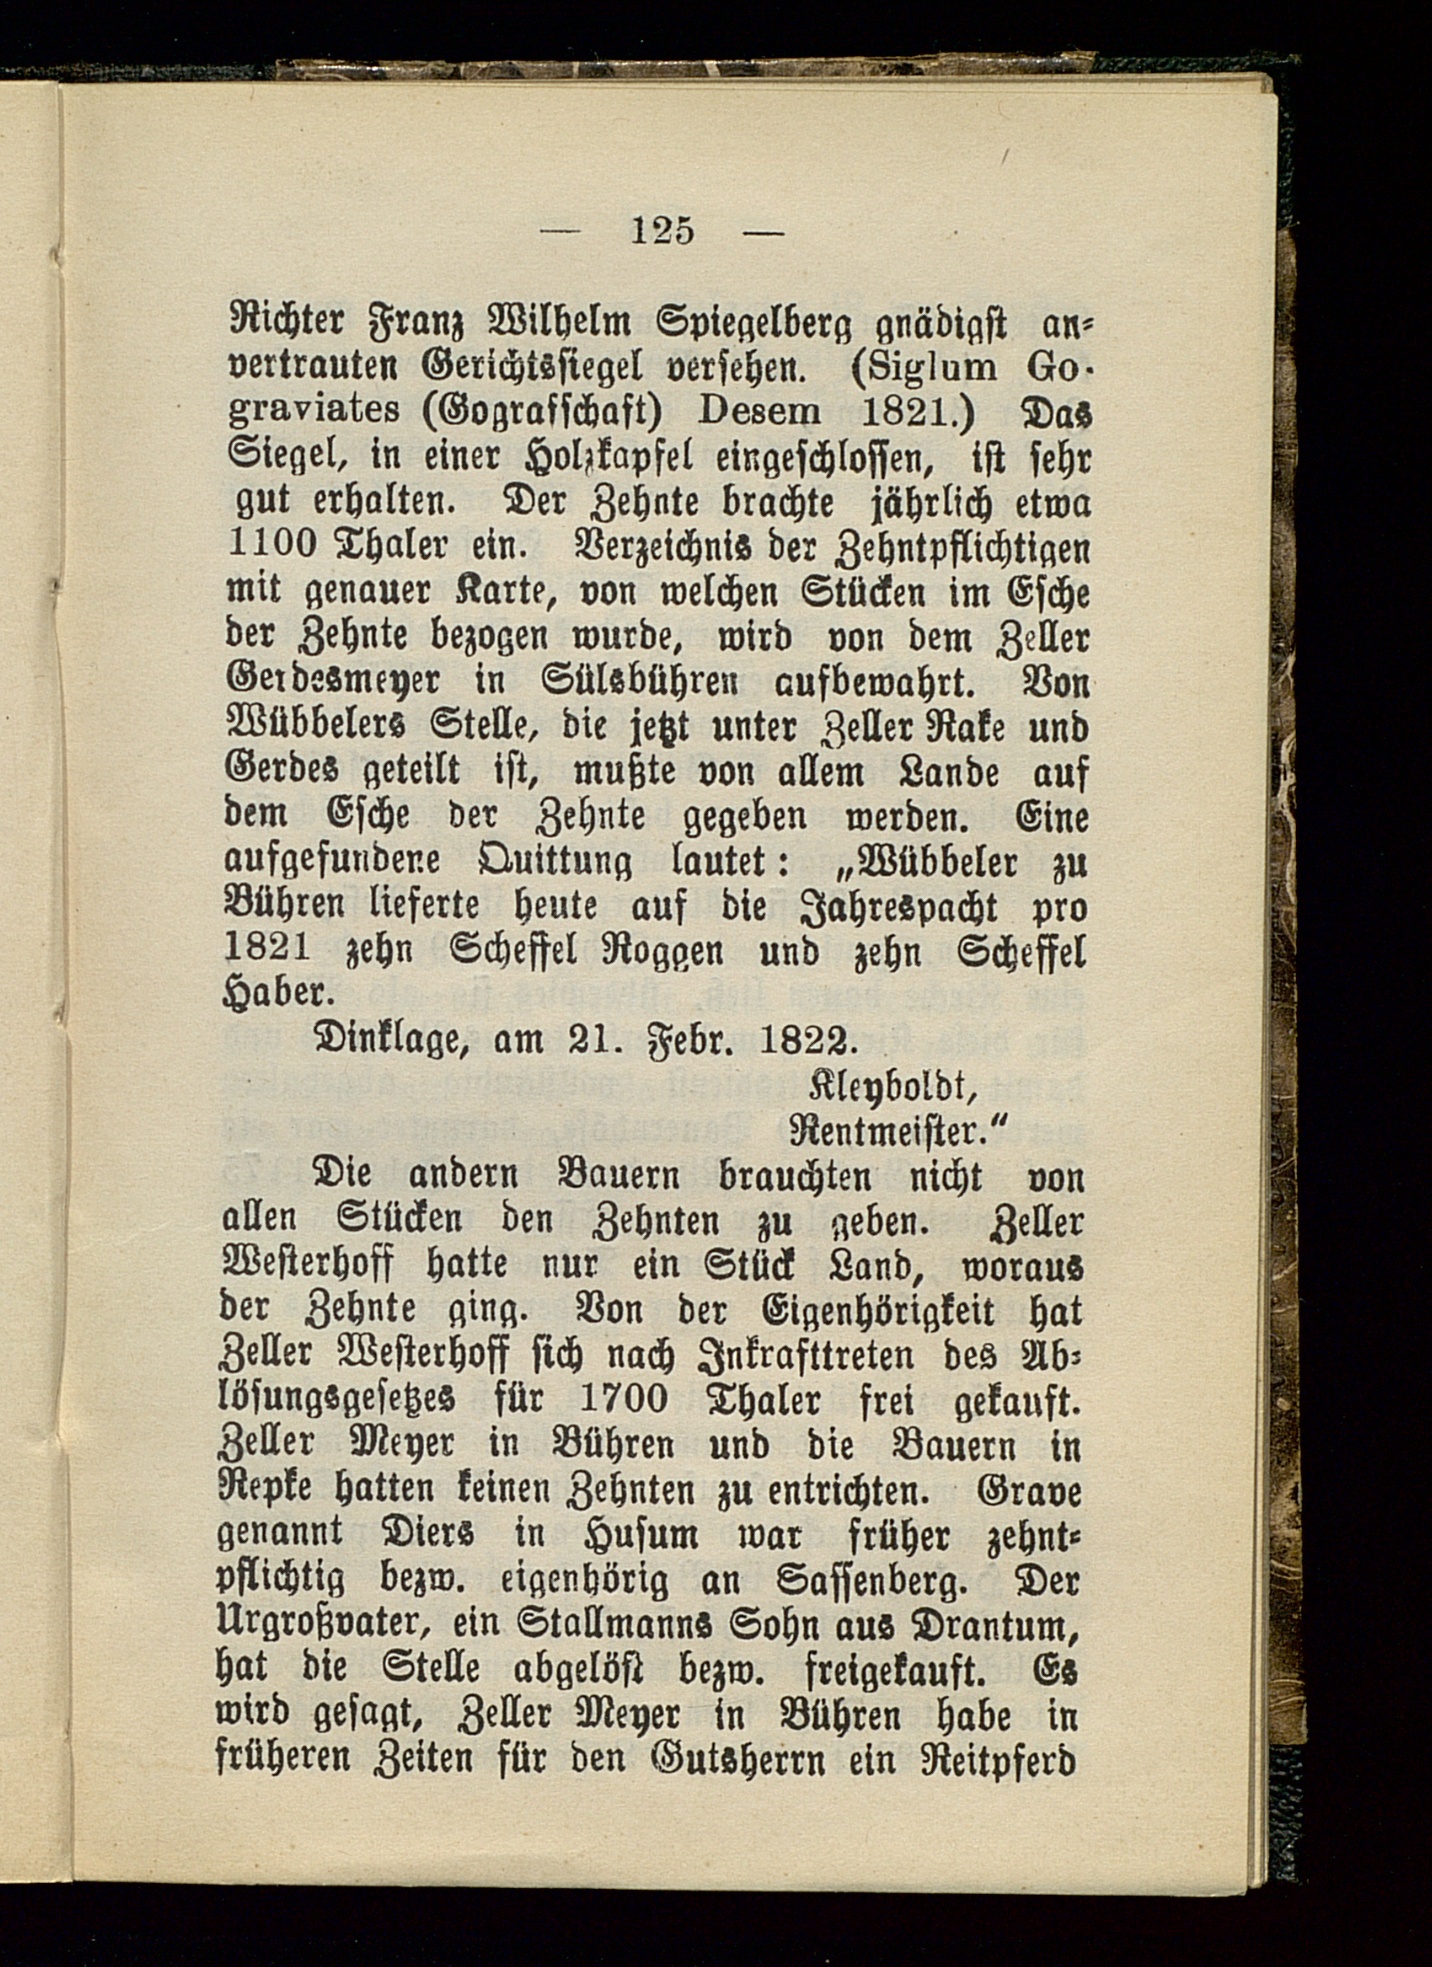 — 125 —
Richter Franz Wilhelm Spiegelberg gnädigst an-
vertrauten Gerichtssiegel versehen. (Siglum Go-
graviates (Gografschaft) Desem 1821.) Das
Siegel, in einer Holzkapsel eingeschlossen, ist sehr
gut erhalten. Der Zehnte brachte jährlich etwa
1100 Thaler ein. Verzeichnis der Zehntpflichtigen
mit genauer Karte, von welchen Stücken im Esche
der Zehnte bezogen wurde, wird von dem Zeller
Gerdesmeyer in Sülsbühren aufbewahrt. Von
Wübbelers Stelle, die jetzt unter Zeller Rake und
Gerdes geteilt ist, mußte von allem Lande auf
dem Esche der Zehnte gegeben werden. Eine
aufgefundene Quittung lautet: „Wübbeler zu
Bühren lieferte heute auf die Jahrespacht pro
1821 zehn Scheffel Roggen und zehn Scheffel
Haber.
Dinklage, am 21. Febr. 1822.
Kleyboldt,
Rentmeister.“
Die andern Bauern brauchten nicht von
allen Stücken den Zehnten zu geben. Zeller
Westerhoff hatte nur ein Stück Land, woraus
der Zehnte ging. Von der Eigenhörigkeit hat
Zeller Westerhoff sich nach Inkrafttreten des Ab-
lösungsgesetzes für 1700 Thaler frei gekauft.
Zeller Meyer in Bühren und die Bauern in
Repke hatten keinen Zehnten zu entrichten. Grave
genannt Diers in Husum war früher zehnt-
pflichtig bezw. eigenhörig an Sassenberg. Der
Urgroßvater, ein Stallmanns Sohn aus Drantum,
hat die Stelle abgelöst bezw. freigekauft. Es
wird gesagt, Zeller Meyer in Bühren habe in
früheren Zeiten für den Gutsherrn ein Reitpferd